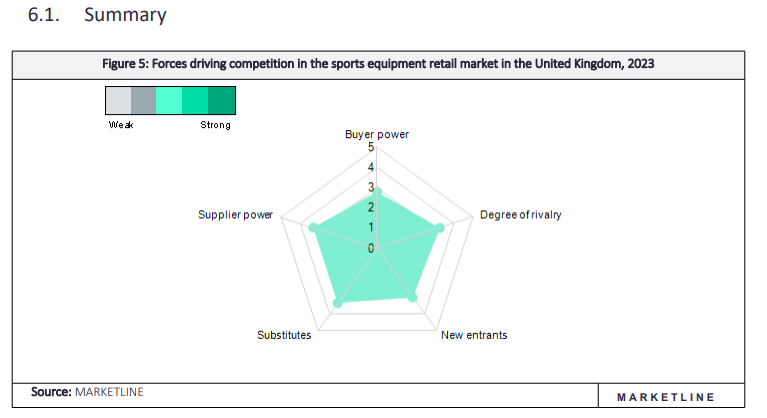 6.1. Summary
Figure 5: Forces driving competition in the sports equipment retail market in the United Kingdom, 2023
Weak Strong
Buyer power
5
4
3
2
1
0
Supplier power
Degree of rivalry
Substitutes
New entrants
Source: MARKETLINE
MARKETLINE